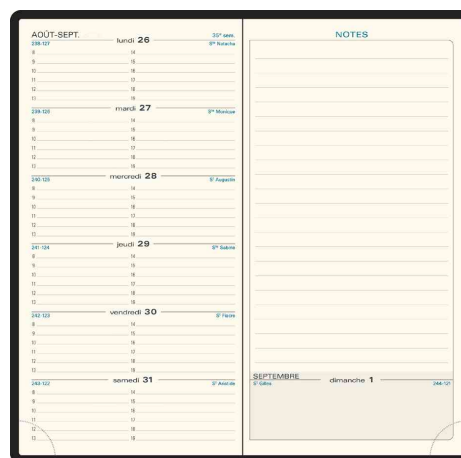 AOÛT-SEPT.
lundi 26
35e sem.
238-127
Ste Natacha
8 14
9 15
10 16
11 17
12 18
13 19
mardi 27
239-126
Ste Monique
8 14
9 15
10 16
11 17
12 18
13 19
mercredi 28
240-125
St Augustin
8 14
9 15
10 16
11 17
12 18
13 19
jeudi 29
241-124
Ste Sabine
8 14
9 15
10 16
11 17
12 18
13 19
vendredi 30
242-123
St Fiacre
8 14
9 15
10 16
11 17
12 18
13 19
samedi 31
243-122
St Aristide
8 14
9 15
10 16
11 17
12 18
13 19
NOTES
SEPTEMBRE
dimanche 1
St Gilles
244-121